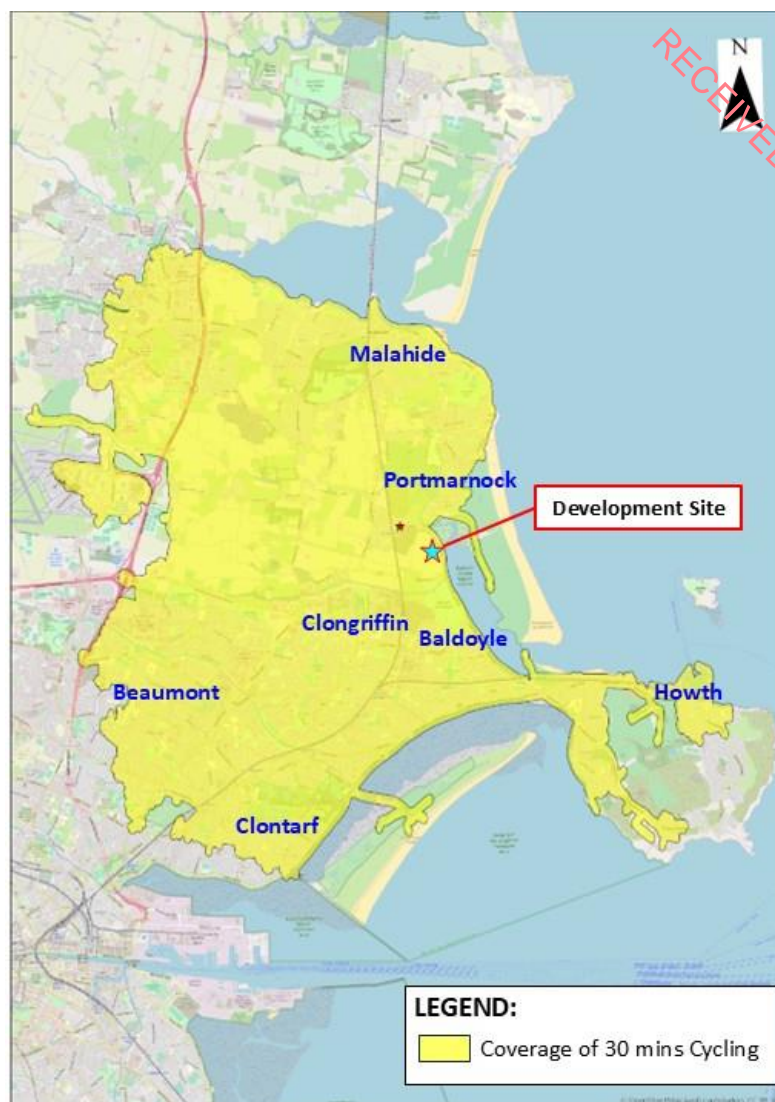 RECEIVED
N
Malahide
Portmarnock
Development Site
Clongriffin
Baldoyle
Beaumont
Howth
Clontarf
LEGEND:
Coverage of 30 mins Cycling